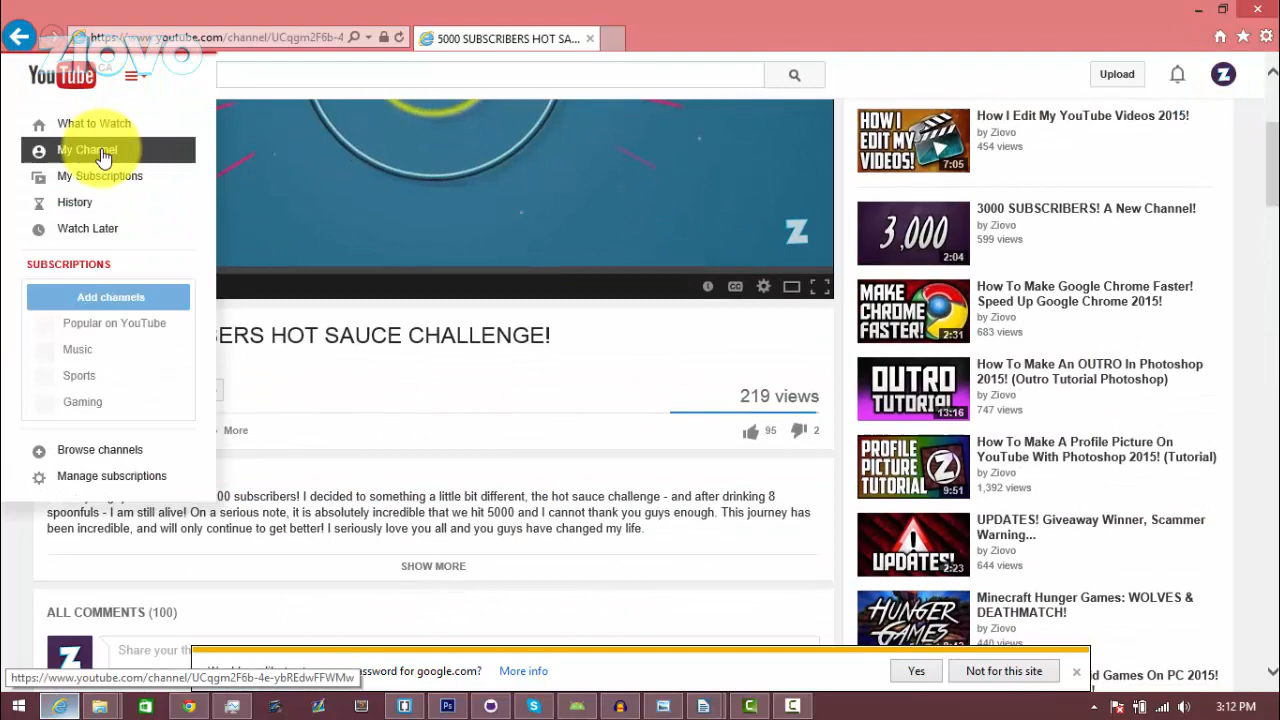 https://www.youtube.com/channel/UCqgm2F6b-4
5000 SUBSCRIBERS HOT SA...
ZIOVO
YouTube CA
Upload
What to Watch
My Channel
My Subscriptions
History
Watch Later
SUBSCRIPTIONS
Add channels
Popular on YouTube
Music
Sports
Gaming
Browse channels
Manage subscriptions
Z
ERS HOT SAUCE CHALLENGE!
219 views
More
95
2
00 subscribers! I decided to something a little bit different, the hot sauce challenge - and after drinking 8
spoonfuls - I am still alive! On a serious note, it is absolutely incredible that we hit 5000 and I cannot thank you guys enough. This journey has
been incredible, and will only continue to get better! I seriously love you all and you guys have changed my life.
SHOW MORE
ALL COMMENTS (100)
Share your th
HOW I
EDIT MY
VIDEOS!
7:05
How I Edit My YouTube Videos 2015!
by Ziovo
454 views
3,000
2:04
3000 SUBSCRIBERS! A New Channel!
by Ziovo
599 views
MAKE
CHROME
FASTER!
2:31
How To Make Google Chrome Faster!
Speed Up Google Chrome 2015!
by Ziovo
683 views
OUTRO
TUTORIAL
13:16
How To Make An OUTRO In Photoshop
2015! (Outro Tutorial Photoshop)
by Ziovo
747 views
PROFILE
PICTURE
TUTORIAL
9:51
How To Make A Profile Picture On
YouTube With Photoshop 2015! (Tutorial)
by Ziovo
1,392 views
UPDATES!
2:23
UPDATES! Giveaway Winner, Scammer
Warning...
by Ziovo
644 views
HUNGER
GAMES
Minecraft Hunger Games: WOLVES &
DEATHMATCH!
by Ziovo
440 views
d Games On PC 2015!
password for google.com?
More info
Yes
Not for this site
https://www.youtube.com/channel/UCqgm2F6b-4e-ybREdwFFWMw
3:12 PM